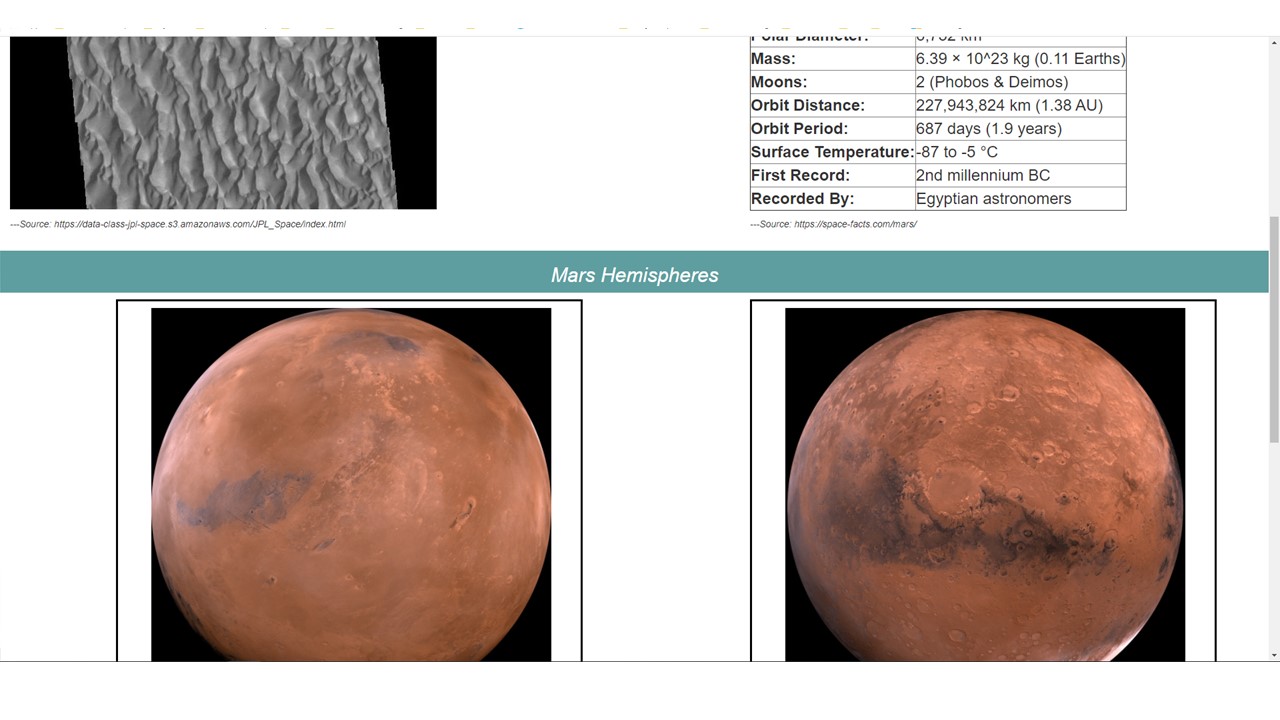 Polar Diameter: 6,752 km
Mass: 6.39 × 10^23 kg (0.11 Earths)
Moons: 2 (Phobos & Deimos)
Orbit Distance: 227,943,824 km (1.38 AU)
Orbit Period: 687 days (1.9 years)
Surface Temperature: -87 to -5 °C
First Record: 2nd millennium BC
Recorded By: Egyptian astronomers
---Source: https://data-class-jpl-space.s3.amazonaws.com/JPL_Space/index.html
---Source: https://space-facts.com/mars/
Mars Hemispheres